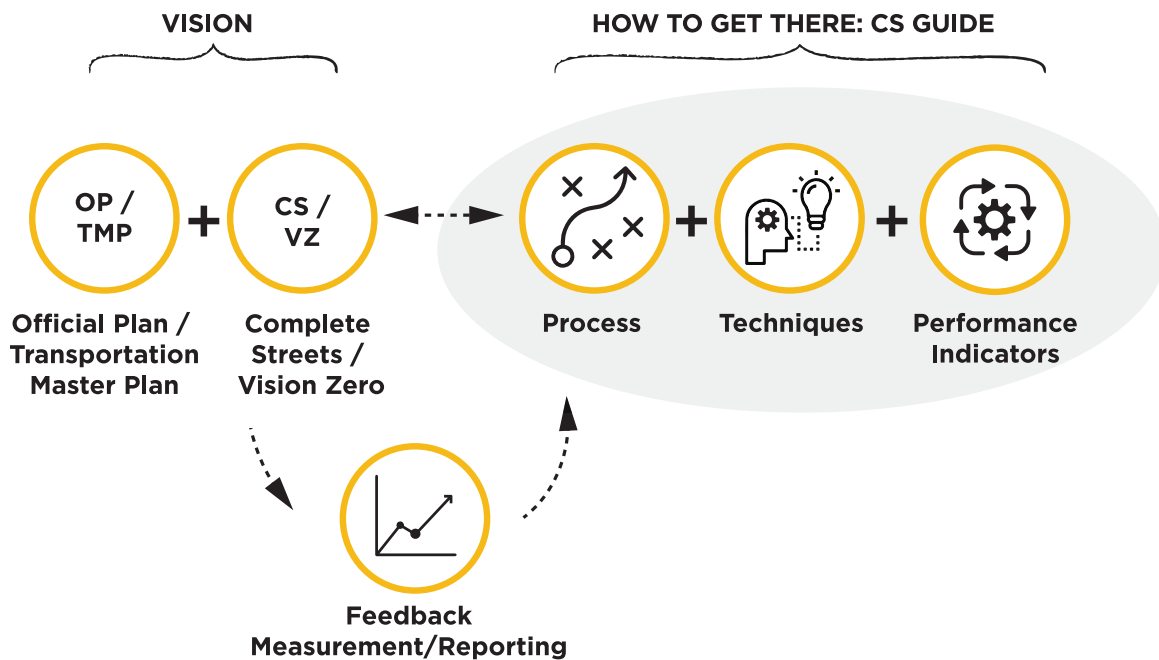 VISION
HOW TO GET THERE: CS GUIDE
OP /
TMP
CS /
VZ
Official Plan /
Transportation
Master Plan
Complete
Streets /
Vision Zero
Process
Techniques
Performance
Indicators
Feedback
Measurement/Reporting